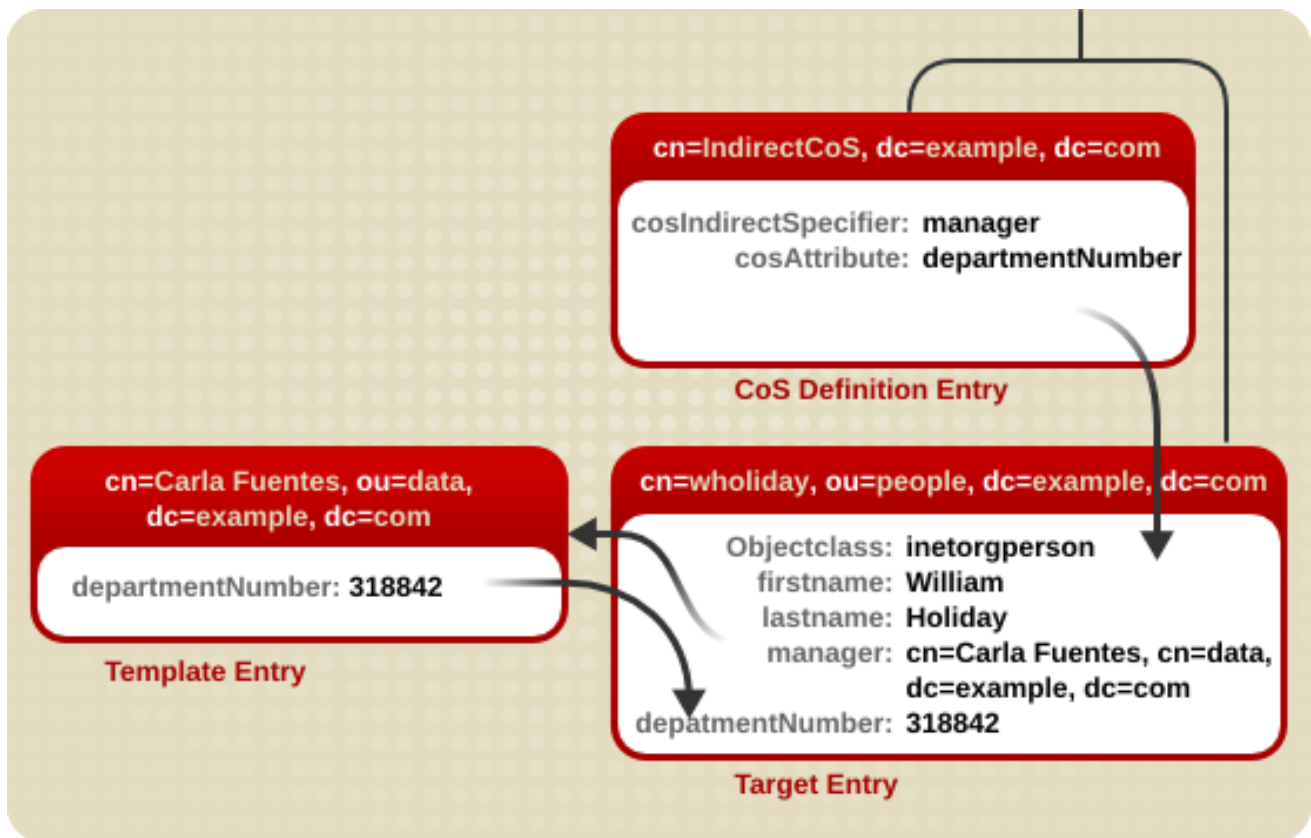 cn=IndirectCoS, dc=example, dc=com
cosIndirectSpecifier: manager
cosAttribute: departmentNumber
CoS Definition Entry
cn=Carla Fuentes, ou=data,
dc=example, dc=com
departmentNumber: 318842
Template Entry
cn=wholiday, ou=people, dc=example, dc=com
Objectclass: inetorgperson
firstname: William
lastname: Holiday
manager: cn=Carla Fuentes, cn=data,
dc=example, dc=com
depatmentNumber: 318842
Target Entry